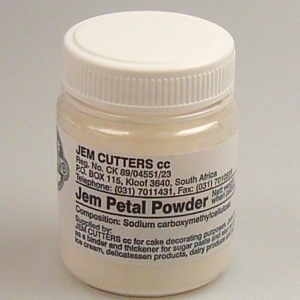 JEM CUTTERS cc
Reg. No. CK 89/04551/23
P.O. BOX 115, Kloof 3640, South Africa
Telephone: (031) 7011431, Fax: (031)
Jem Petal Powder
Composition: Sodium carboxymethylcellulose
Supplied by:
JEM CUTTERS cc for cake decorating purposes,
as a binder and thickener for sugar paste and
ice cream, delicatessen products, dairy produce